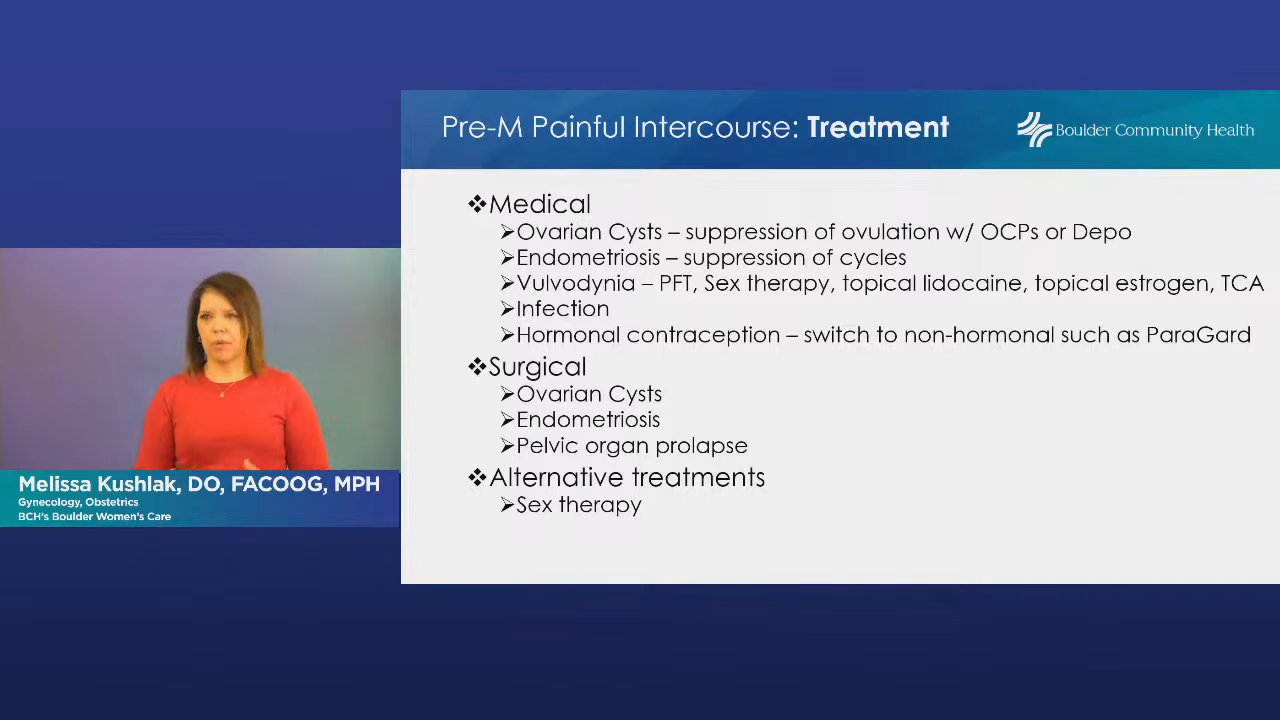 Pre-M Painful Intercourse: Treatment
Boulder Community Health
❖Medical
➢Ovarian Cysts – suppression of ovulation w/ OCPs or Depo
➢Endometriosis – suppression of cycles
➢Vulvodynia – PFT, Sex therapy, topical lidocaine, topical estrogen, TCA
➢Infection
➢Hormonal contraception – switch to non-hormonal such as ParaGard
❖Surgical
➢Ovarian Cysts
➢Endometriosis
➢Pelvic organ prolapse
❖Alternative treatments
➢Sex therapy
Melissa Kushlak, DO, FACOOG, MPH
Gynecology, Obstetrics
BCH's Boulder Women's Care